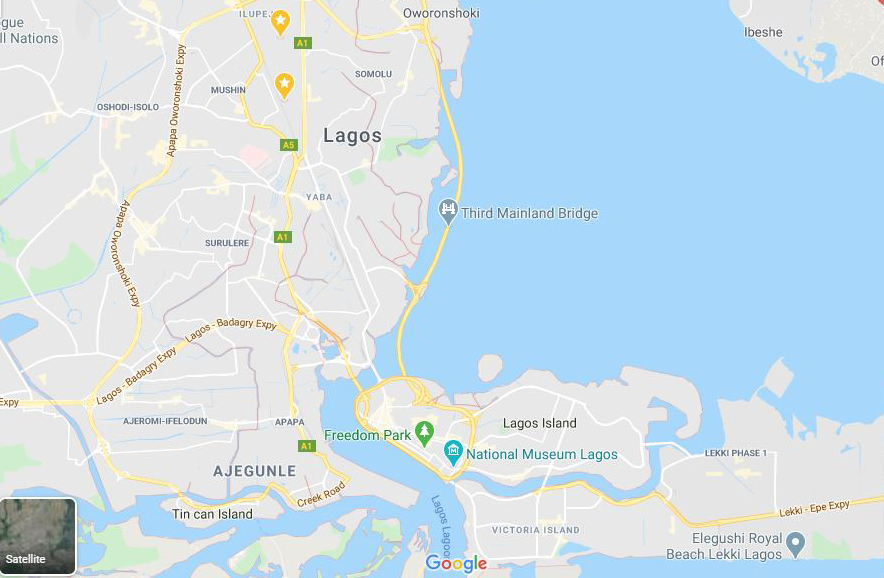 ILUPEJ
Oworonshoki
Ibeshe
ogue
ll Nations
A1
Of
SOMOLU
MUSHIN
OSHODI-ISOLO
Apapa Oworonshoki Expy
Lagos
A5
YABA
Third Mainland Bridge
Apapa Oworonshoki Expy
SURULERE
A1
Lagos - Badagry Expy
Lagos - Badagry Expy
Expy
AJEROMI-IFELODUN
APAPA
Freedom Park
Lagos Island
A1
National Museum Lagos
LEKKI PHASE 1
AJEGUNLE
Creek Road
Tin can Island
Lagos Lagoo
VICTORIA ISLAND
Lekki - Epe Expy
Elegushi Royal
Beach Lekki Lagos
Satellite
Google